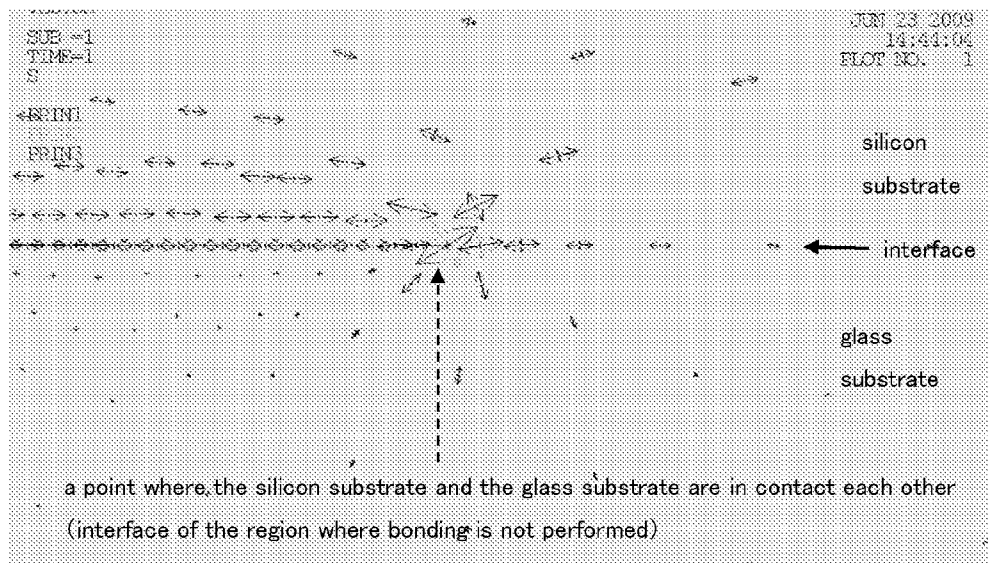 SUB =1
TIME=1
S
PRIN1
PRIN3
JUN 23 2009
14:44:04
PLOT NO. 1
silicon
substrate
interface
glass
substrate
a point where the silicon substrate and the glass substrate are in contact each other
(interface of the region where bonding is not performed)